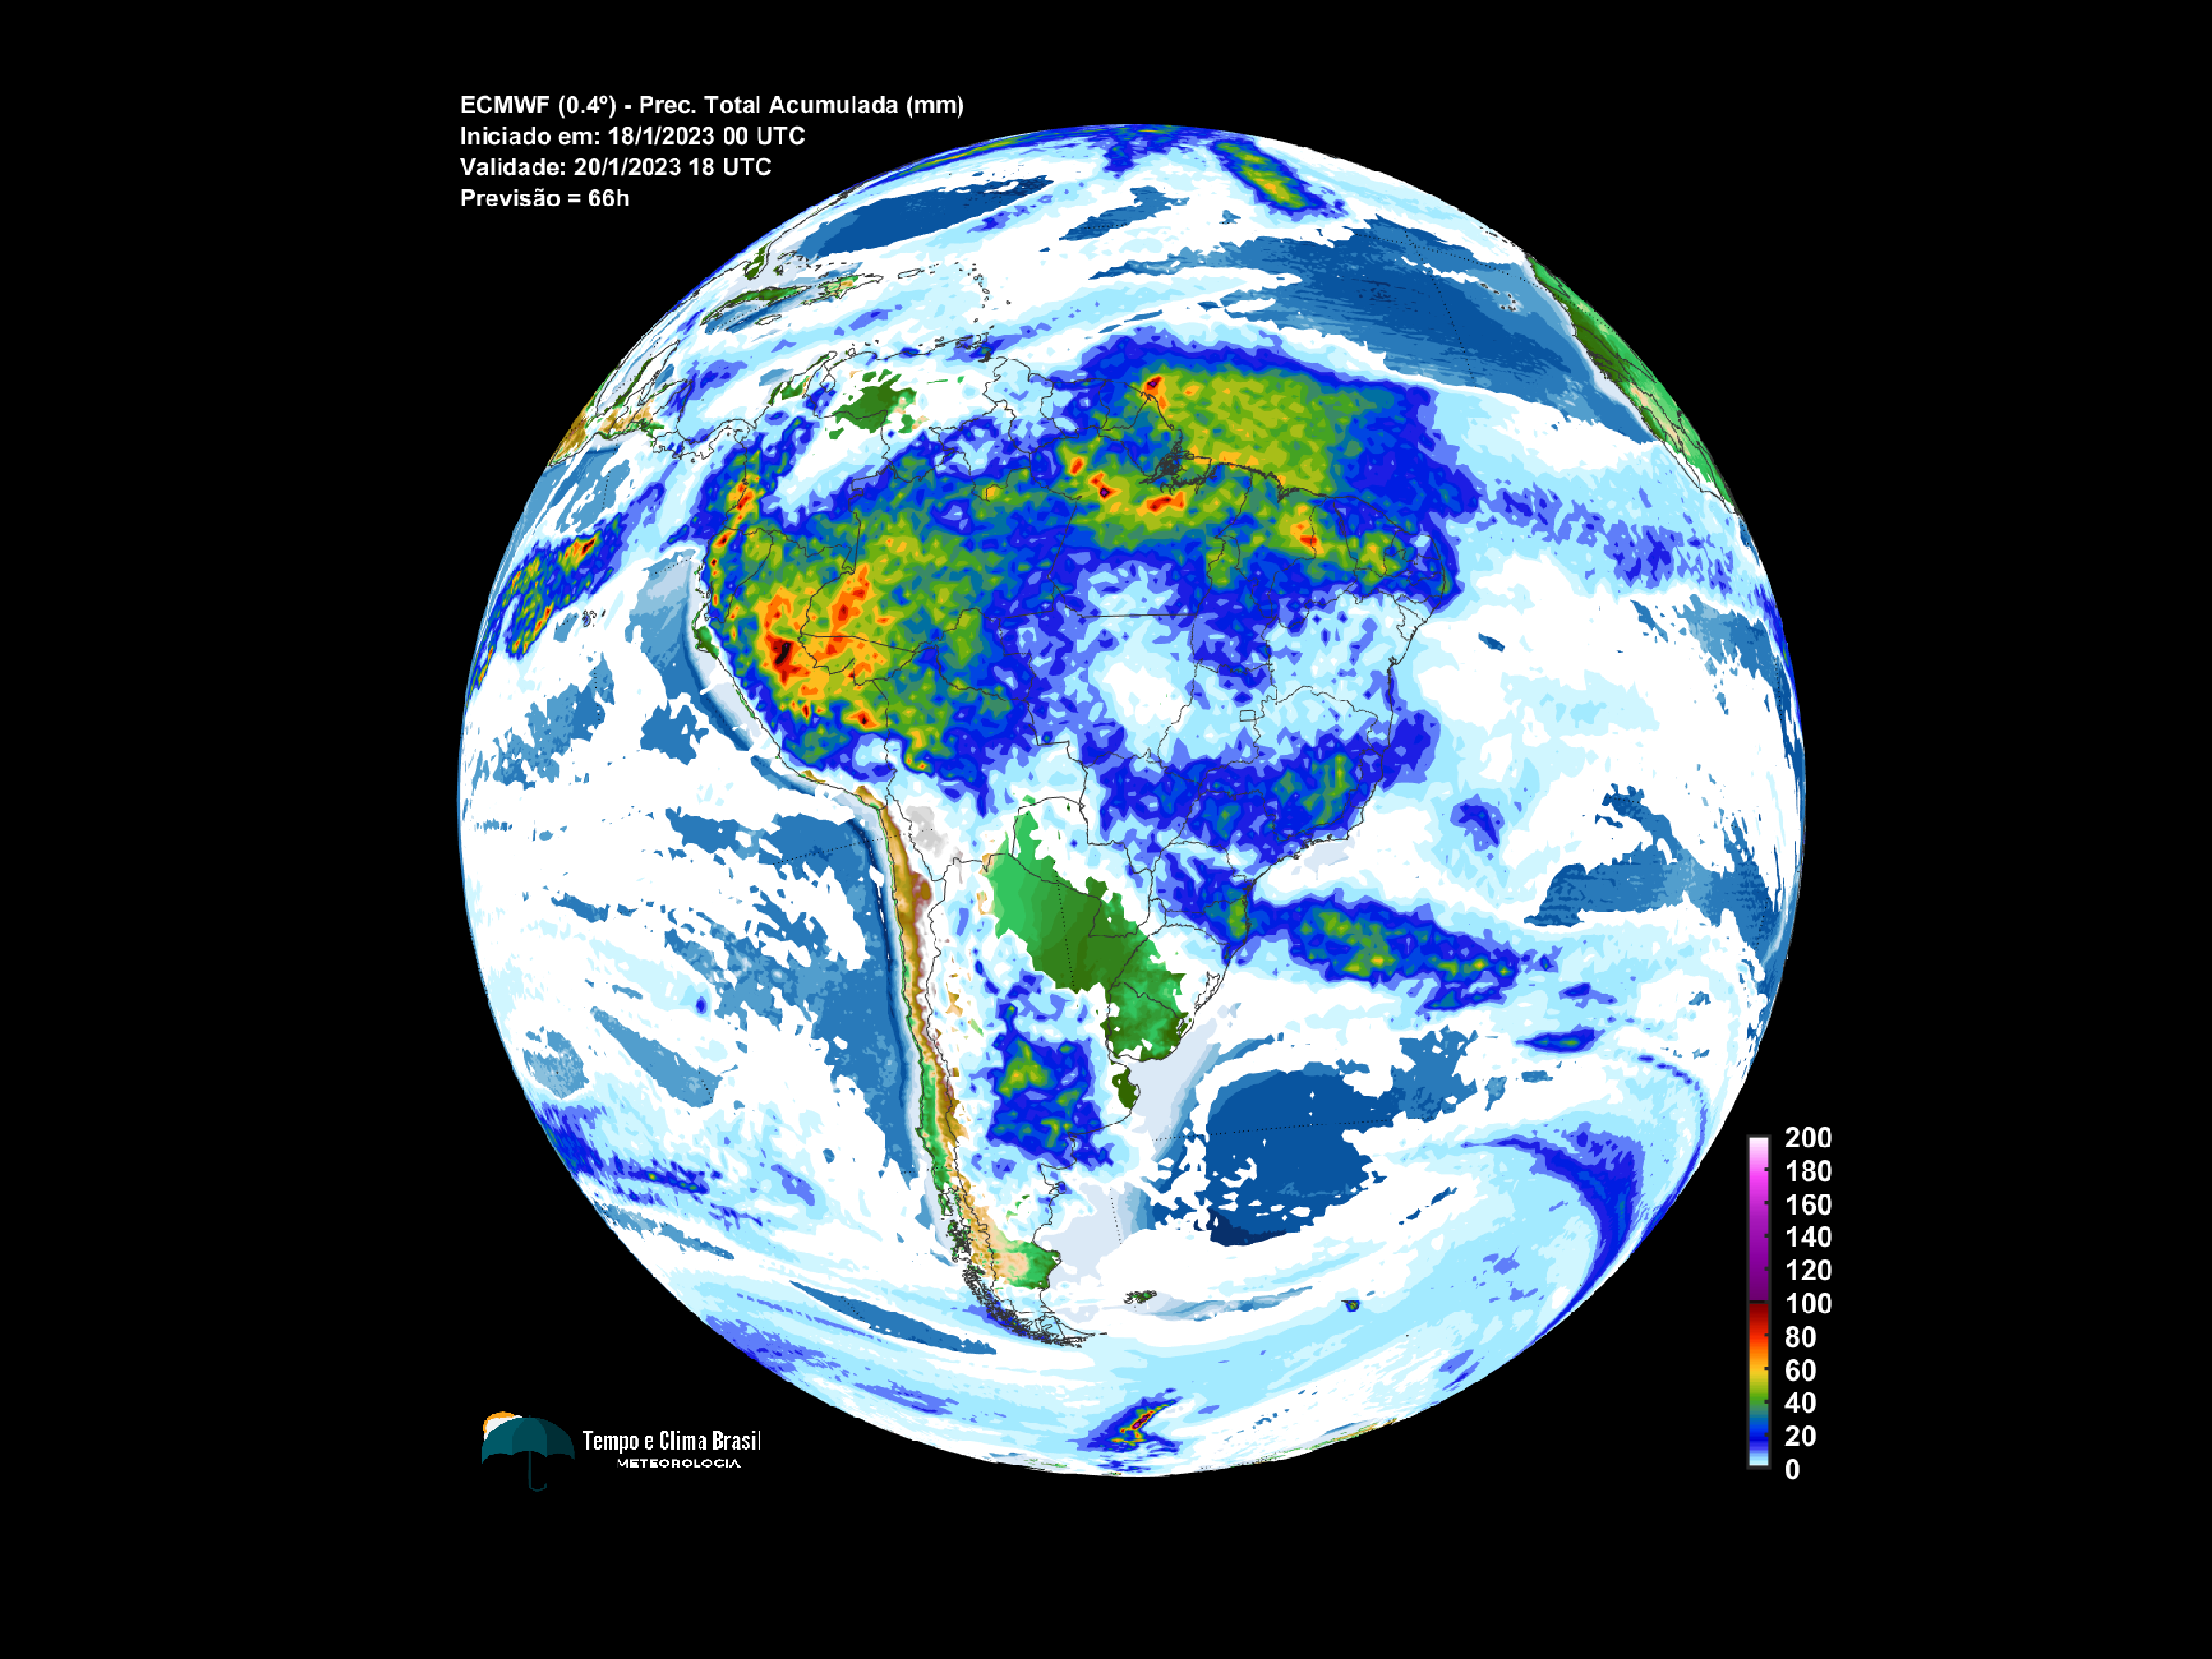 ECMWF (0.4º) - Prec. Total Acumulada (mm)
Iniciado em: 18/1/2023 00 UTC
Validade: 20/1/2023 18 UTC
Previsão = 66h
200
180
160
140
120
100
80
60
40
20
0
Tempo e Clima Brasil
METEOROLOGIA